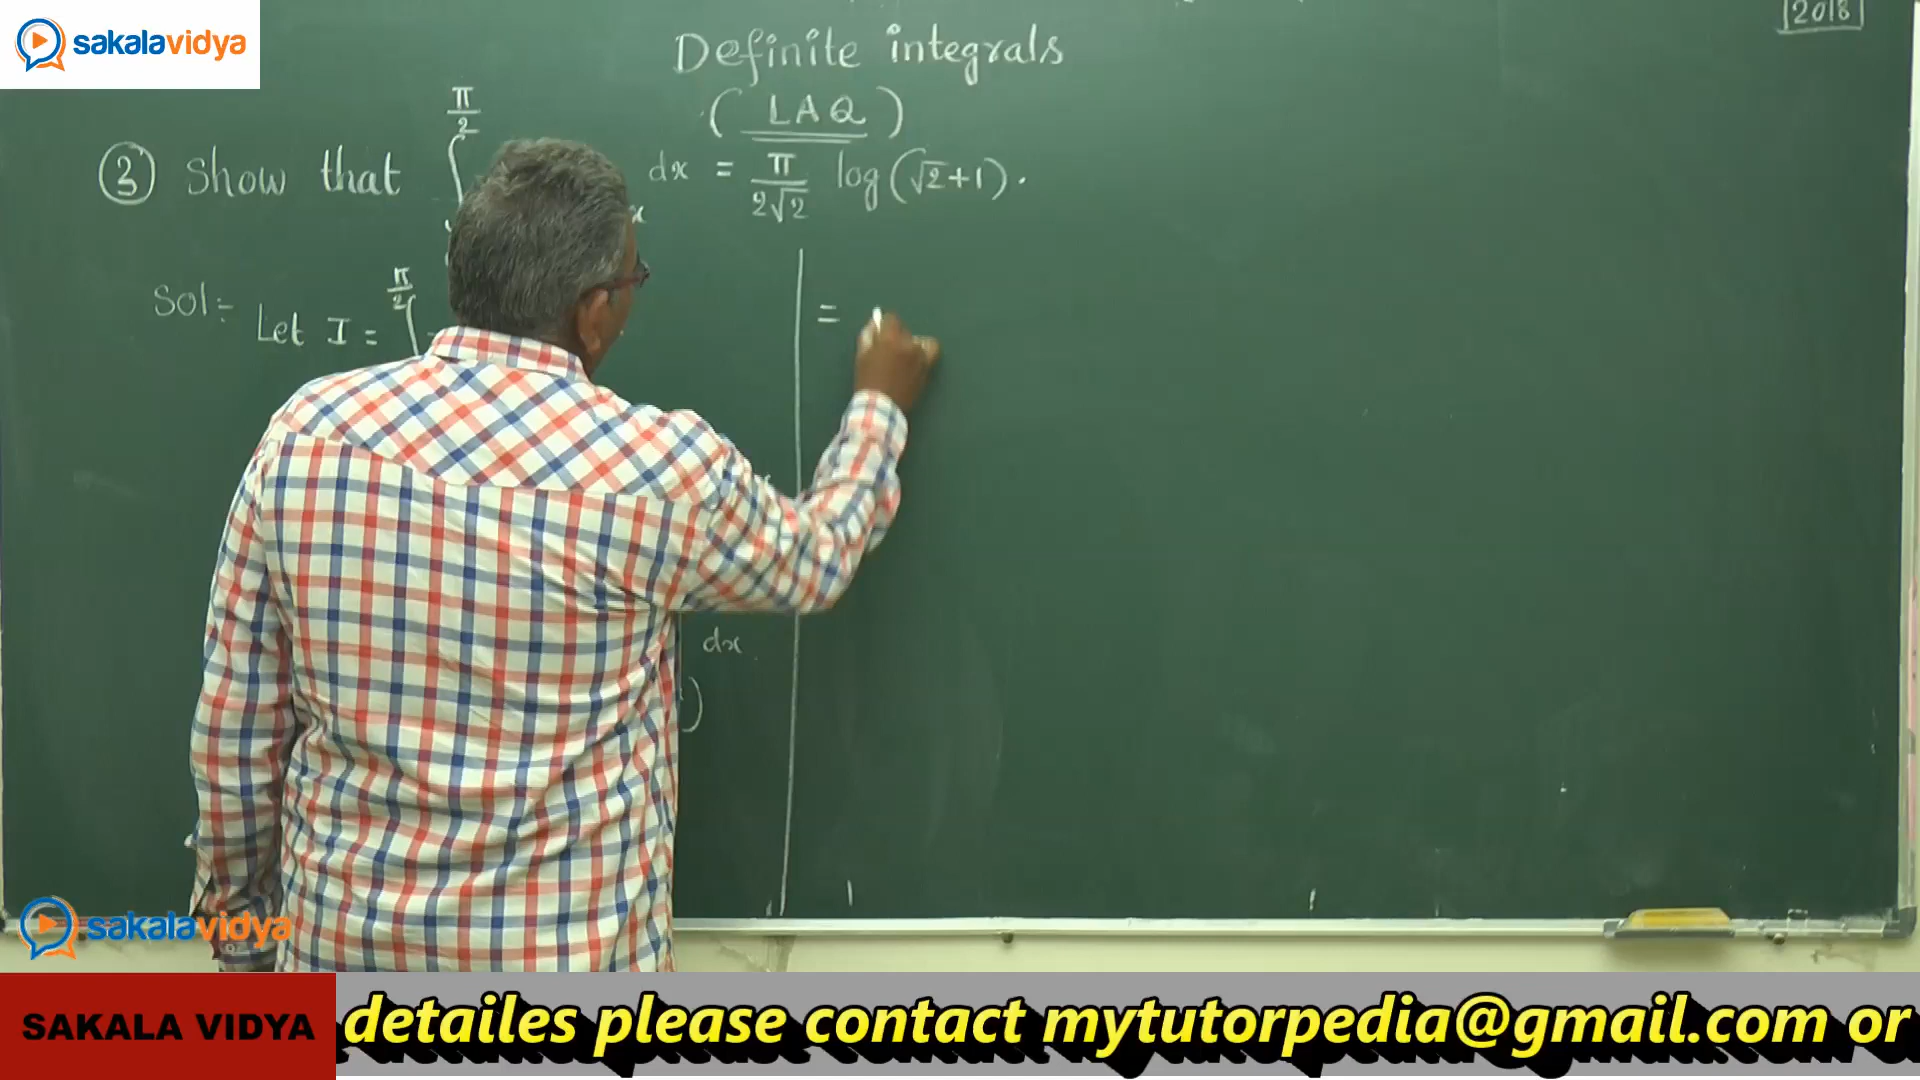 sakalavidya
2018
Definite integrals
(LAQ)
③ Show that ∫ π/2 dx = π/2√2 log(√2+1).
x
Sol:- Let I = ∫ π/2
=
dx
)
sakalavidya
SAKALA VIDYA
detailes please contact mytutorpedia@gmail.com or